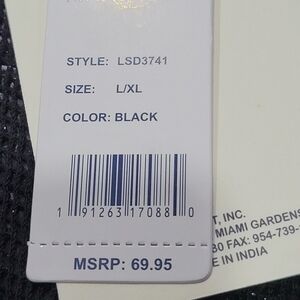 STYLE: LSD3741
SIZE: L/XL
COLOR: BLACK
1 91263 17088 0
MSRP: 69.95
T, INC.
MIAMI GARDENS
30 FAX: 954-739-
E IN INDIA